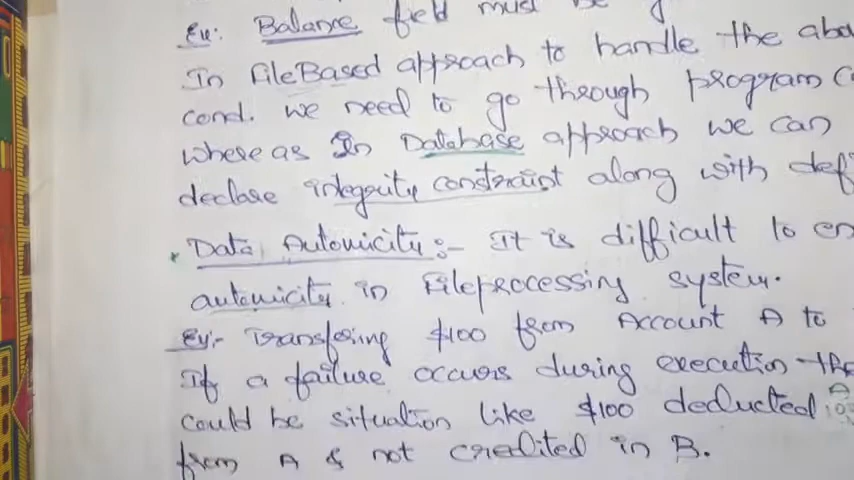 Ex: Balance field must be g
In FileBased approach to handle the abo
cond. we need to go through program c
where as In Database approach we can
declare integrity constraint along with defi
* Data Automicity:- It is difficult to en
automicity in Fileprocessing system.
Ex:- Transfering $100 from Account A to
If a failure occurs during execution the
could be situation like $100 deducted
from A & not credited in B.